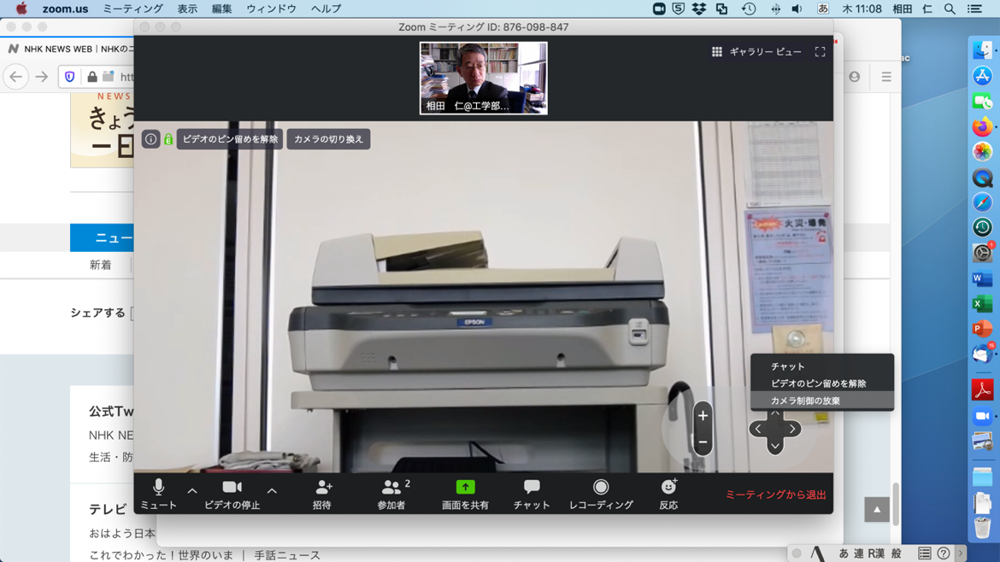 zoom.us ミーティング 表示 編集 ウィンドウ ヘルプ
木 11:08 相田 仁
Zoom ミーティング ID: 876-098-847
NHK NEWS WEB｜NHKのニ
htt
ac
NEWS
きょう
一日
ニュー
新着
シェアする
公式Tw
NHK NE
生活・防
テレビ
おはよう日本
これでわかった！世界のいま ｜ 手話ニュース
ギャラリー ビュー
相田 仁@工学部...
ビデオのピン留めを解除
カメラの切り換え
EPSON
火災・爆発
チャット
ビデオのピン留めを解除
カメラ制御の放棄
+
−
ミュート
ビデオの停止
招待
2
参加者
画面を共有
チャット
レコーディング
反応
ミーティングから退出
あ 連 R漢 般